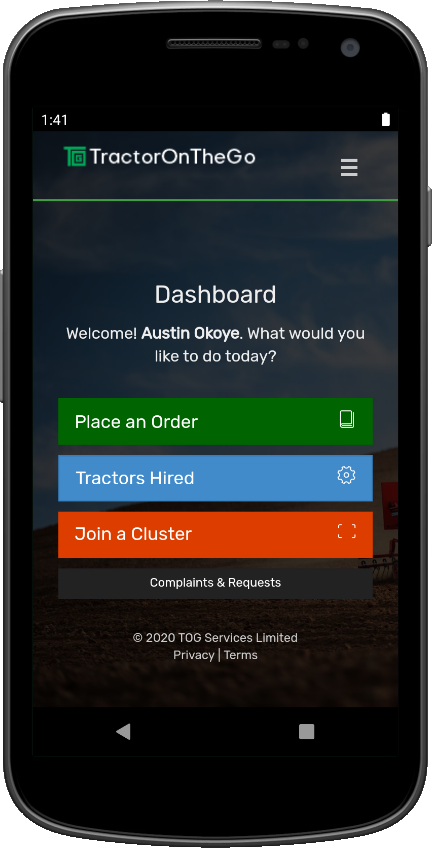 1:41
TractorOnTheGo
Dashboard
Welcome! Austin Okoye. What would you
like to do today?
Place an Order
Tractors Hired
Join a Cluster
Complaints & Requests
© 2020 TOG Services Limited
Privacy | Terms